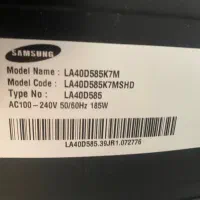 SAMSUNG
Model Name : LA40D585K7M
Model Code : LA40D585K7MSHD
Type No : LA40D585
AC100-240V 50/60Hz 185W
LA40D585.39JR1.072776